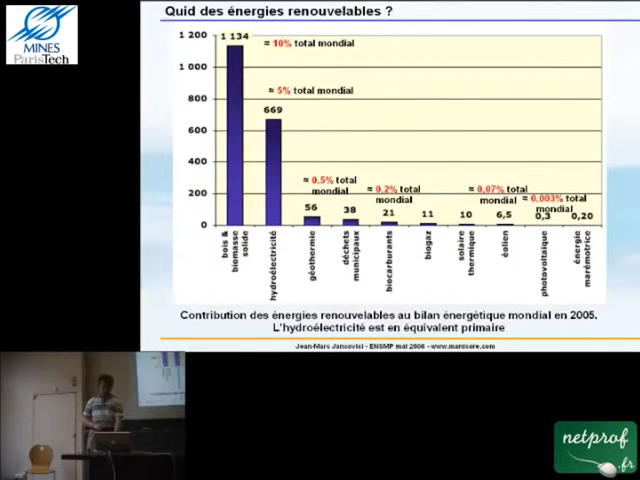 MINES
ParisTech
Quid des énergies renouvelables ?
1 200
1 000
800
600
400
200
0
1 134
≈ 10% total mondial
≈ 5% total mondial
669
≈ 0.5% total
mondial
≈ 0.2% total
mondial
≈ 0,07% total
mondial
≈ 0,003% total
mondial
56
38
21
11
10
6,5
0,3
0,20
bois &
biomasse
solide
hydroélectricité
géothermie
déchets
municipaux
biocarburants
biogaz
solaire
thermique
éolien
photovoltaïque
énergie
marémotrice
Contribution des énergies renouvelables au bilan énergétique mondial en 2005.
L'hydroélectricité est en équivalent primaire
Jean-Marc Jancovici - ENSMP mai 2008 - www.manicore.com
netprof
.fr